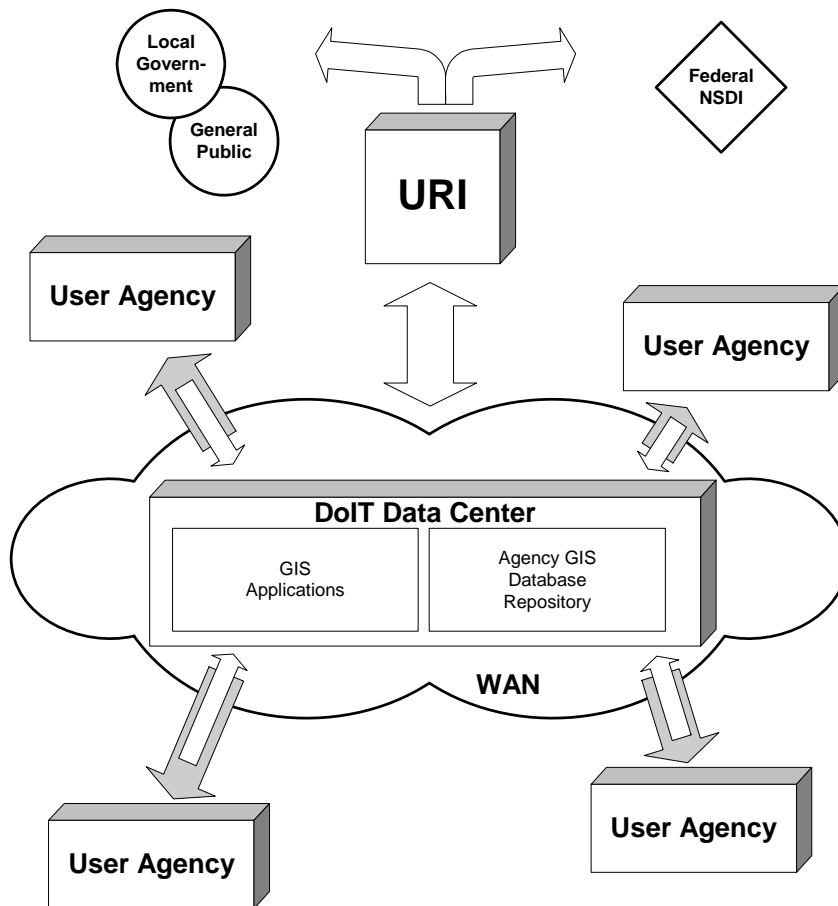 Local
Govern-
ment
General
Public
Federal
NSDI
URI
User Agency
User Agency
DoIT Data Center
GIS
Applications
Agency GIS
Database
Repository
WAN
User Agency
User Agency